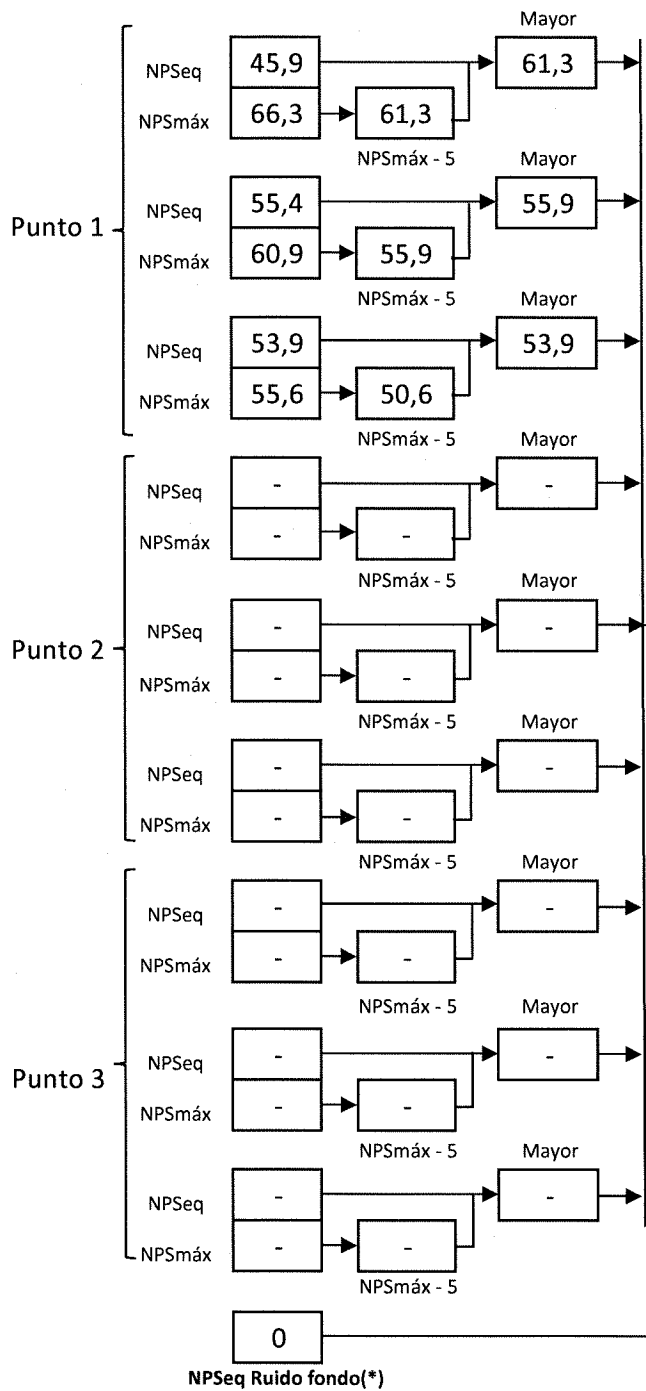 Mayor
NPSeq 45,9 61,3
NPSmáx 66,3 61,3
NPSmáx - 5
Mayor
NPSeq 55,4 55,9
Punto 1
NPSmáx 60,9 55,9
NPSmáx - 5
Mayor
NPSeq 53,9 53,9
NPSmáx 55,6 50,6
NPSmáx - 5
Mayor
NPSeq - -
NPSmáx - -
NPSmáx - 5
Mayor
NPSeq - -
Punto 2
NPSmáx - -
NPSmáx - 5
Mayor
NPSeq - -
NPSmáx - -
NPSmáx - 5
Mayor
NPSeq - -
NPSmáx - -
NPSmáx - 5
Mayor
NPSeq - -
Punto 3
NPSmáx - -
NPSmáx - 5
Mayor
NPSeq - -
NPSmáx - -
NPSmáx - 5
0
NPSeq Ruido fondo(*)